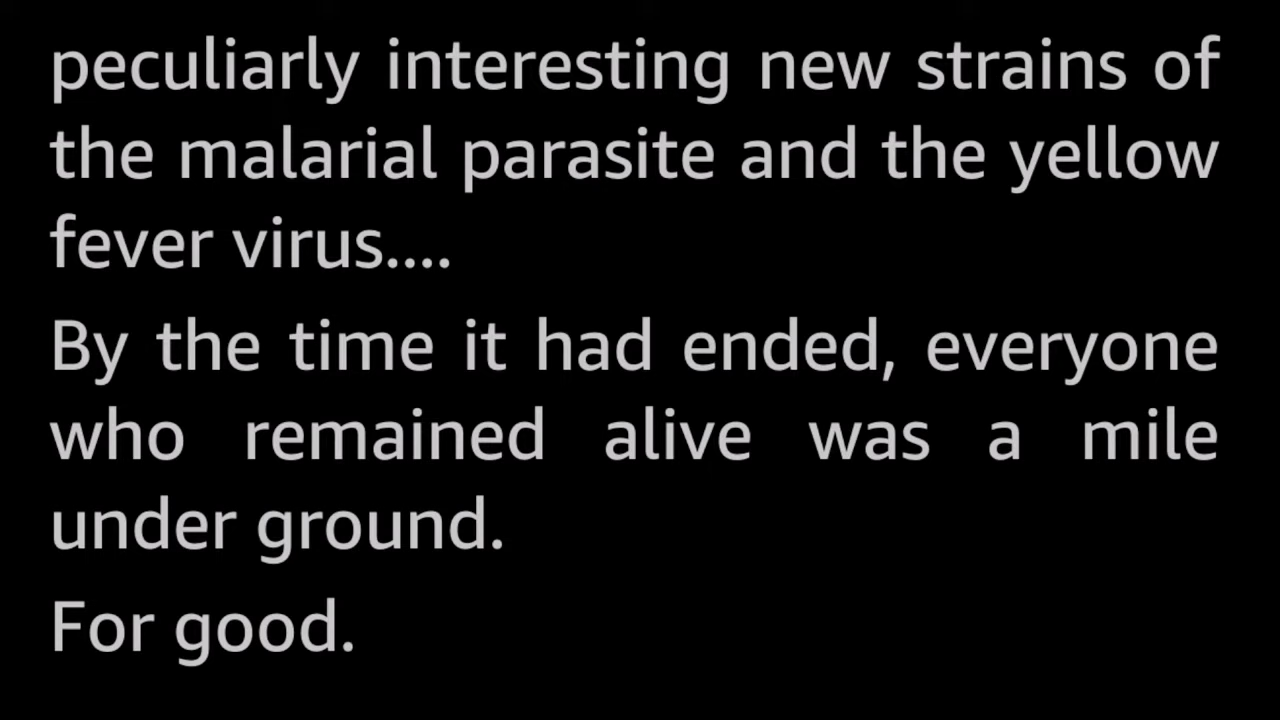 peculiarly interesting new strains of
the malarial parasite and the yellow
fever virus....
By the time it had ended, everyone
who remained alive was a mile
under ground.
For good.